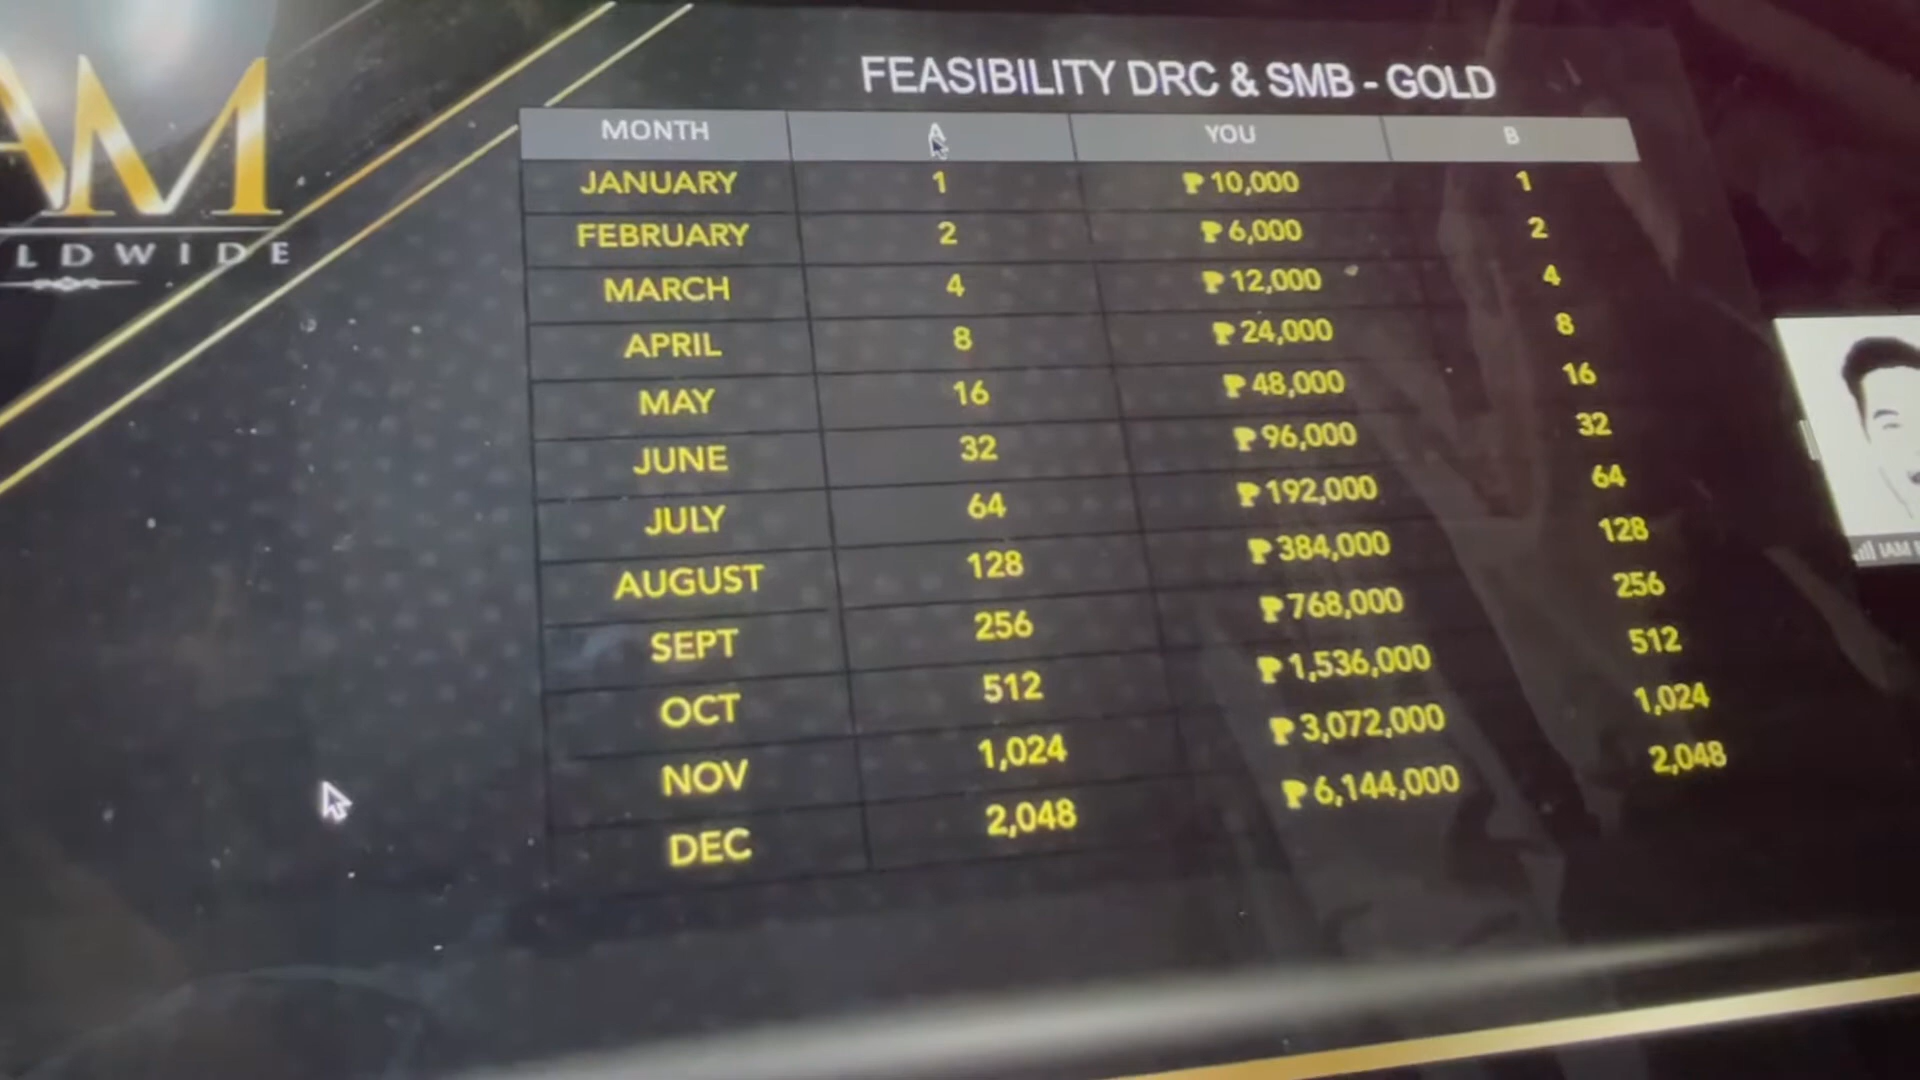 AM
LDWIDE
FEASIBILITY DRC & SMB - GOLD
MONTH A YOU B
JANUARY 1 ₱10,000 1
FEBRUARY 2 ₱6,000 2
MARCH 4 ₱12,000 4
APRIL 8 ₱24,000 8
MAY 16 ₱48,000 16
JUNE 32 ₱96,000 32
JULY 64 ₱192,000 64
AUGUST 128 ₱384,000 128
SEPT 256 ₱768,000 256
OCT 512 ₱1,536,000 512
NOV 1,024 ₱3,072,000 1,024
DEC 2,048 ₱6,144,000 2,048
IAM